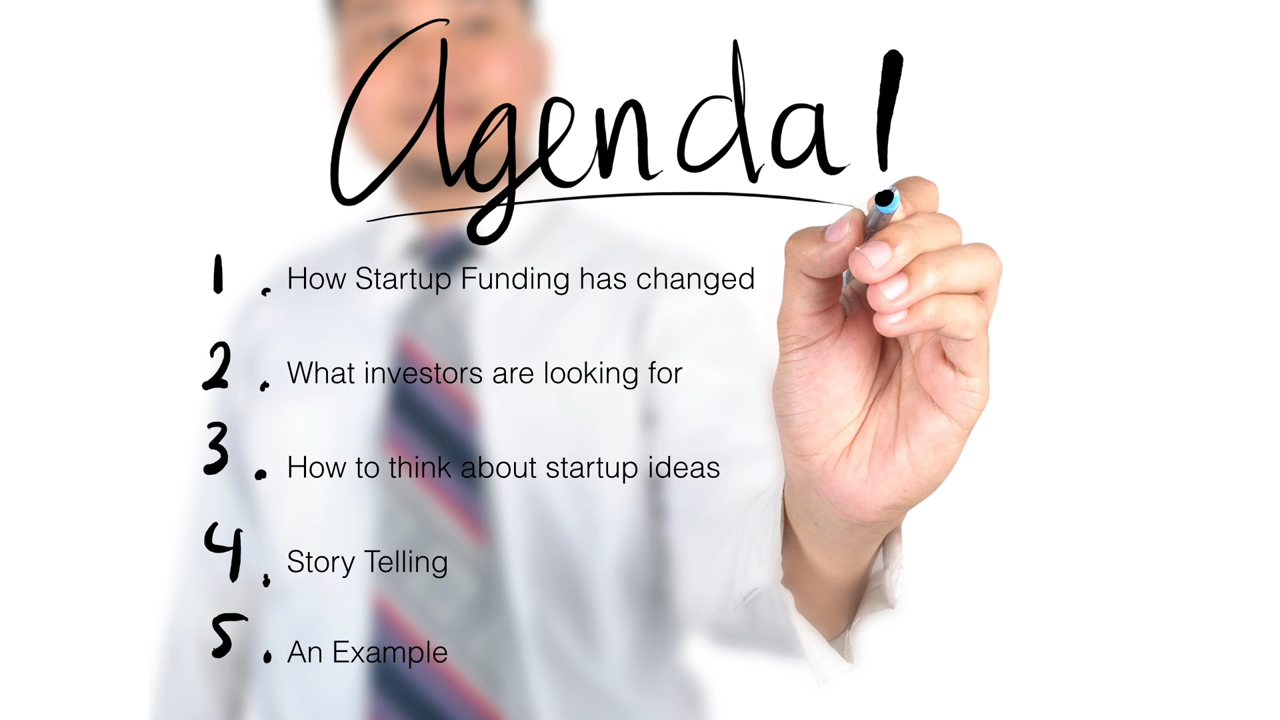 Agenda!
1. How Startup Funding has changed
2. What investors are looking for
3. How to think about startup ideas
4. Story Telling
5. An Example